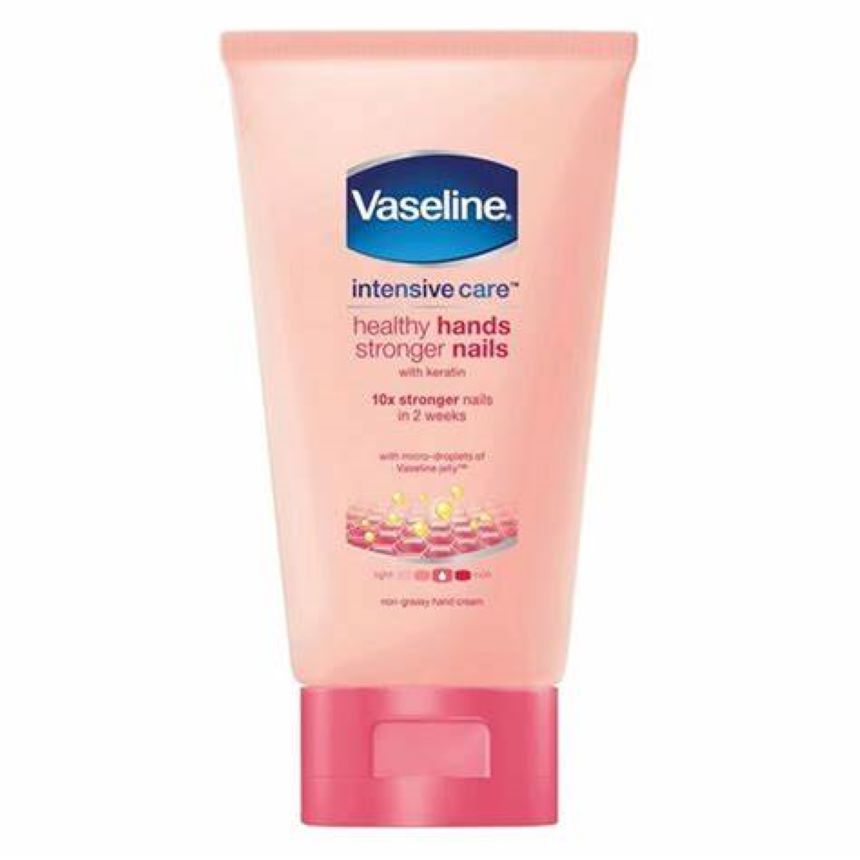 Vaseline®
intensive care™
healthy hands
stronger nails
with keratin
10x stronger nails
in 2 weeks
with micro-droplets of
Vaseline jelly™
light rich
non-greasy hand cream